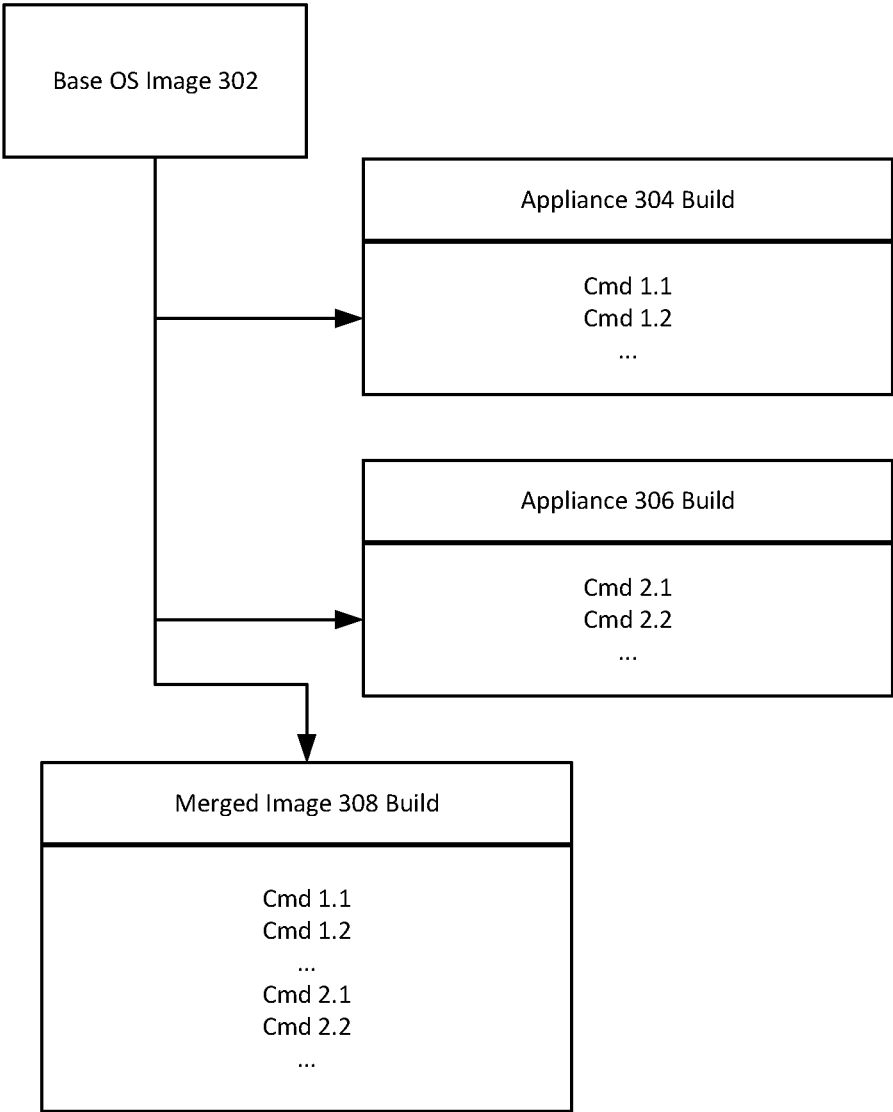 Base OS Image 302
Appliance 304 Build
Cmd 1.1
Cmd 1.2
...
Appliance 306 Build
Cmd 2.1
Cmd 2.2
...
Merged Image 308 Build
Cmd 1.1
Cmd 1.2
...
Cmd 2.1
Cmd 2.2
...